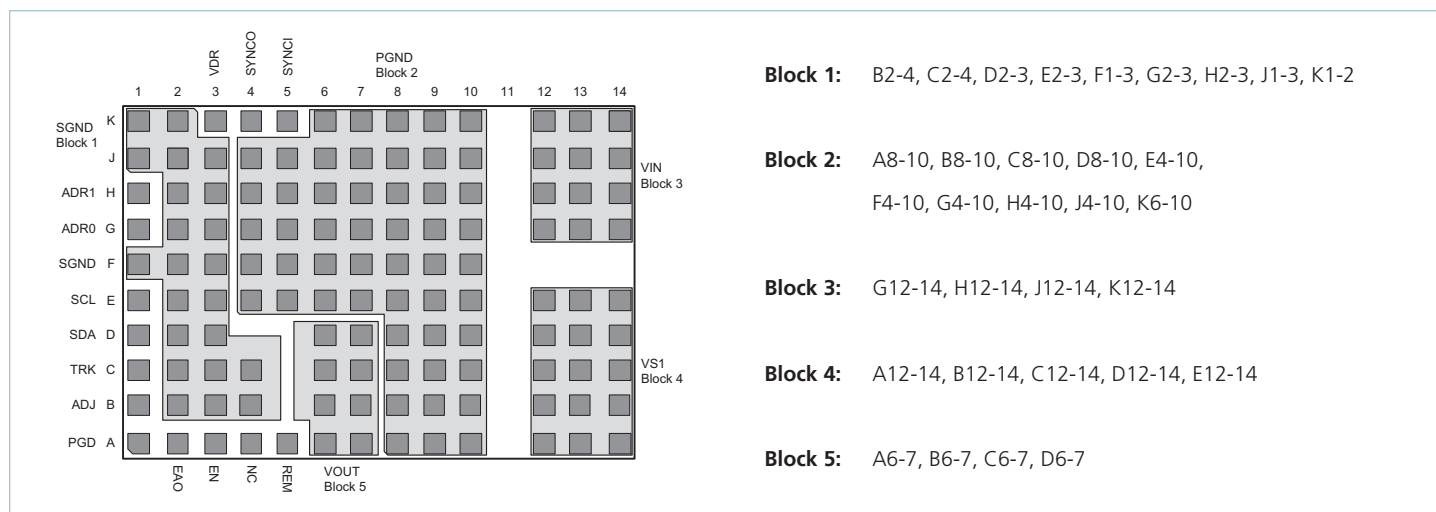 VDR
SYNCO
SYNCI
PGND
Block 2
1 2 3 4 5 6 7 8 9 10 11 12 13 14
SGND
Block 1
K
J
ADR1 H
ADR0 G
SGND F
SCL E
SDA D
TRK C
ADJ B
PGD A
VIN
Block 3
VS1
Block 4
EAO
EN
NC
REM
VOUT
Block 5
Block 1: B2-4, C2-4, D2-3, E2-3, F1-3, G2-3, H2-3, J1-3, K1-2
Block 2: A8-10, B8-10, C8-10, D8-10, E4-10,
F4-10, G4-10, H4-10, J4-10, K6-10
Block 3: G12-14, H12-14, J12-14, K12-14
Block 4: A12-14, B12-14, C12-14, D12-14, E12-14
Block 5: A6-7, B6-7, C6-7, D6-7